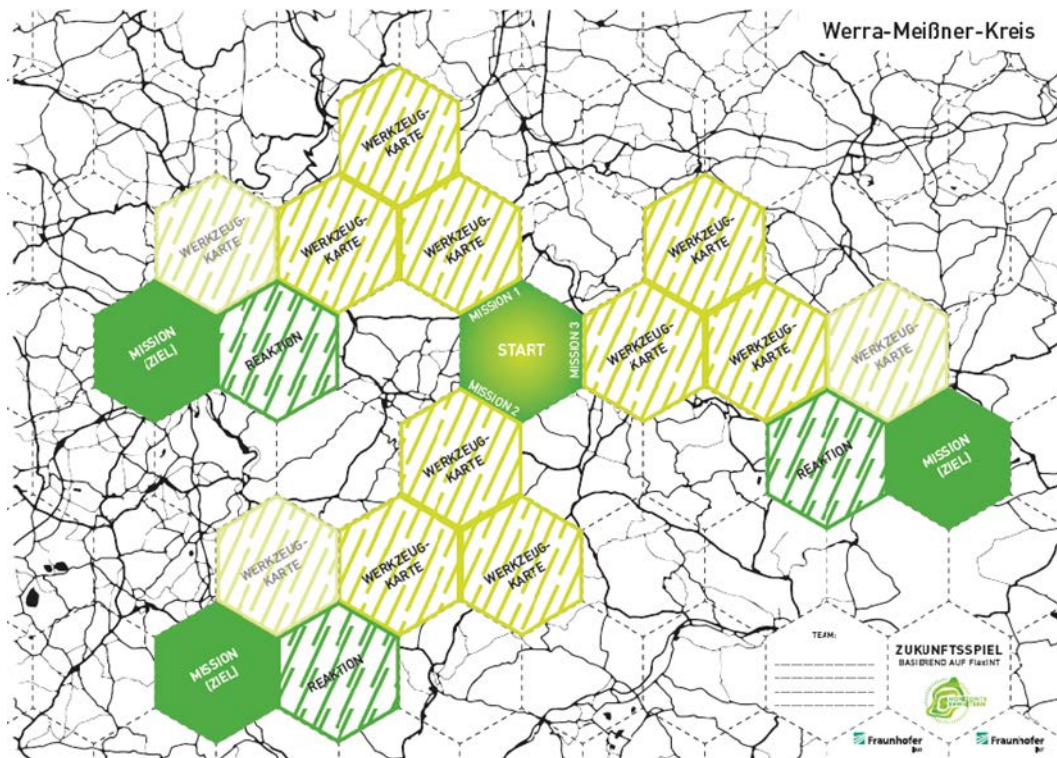 Werra-Meißner-Kreis
WERKZEUG-
KARTE
WERKZEUG-
KARTE
WERKZEUG-
KARTE
WERKZEUG-
KARTE
MISSION
(ZIEL)
REAKTION
MISSION 1
START
MISSION 2
MISSION 3
WERKZEUG-
KARTE
WERKZEUG-
KARTE
WERKZEUG-
KARTE
WERKZEUG-
KARTE
REAKTION
MISSION
(ZIEL)
WERKZEUG-
KARTE
WERKZEUG-
KARTE
WERKZEUG-
KARTE
WERKZEUG-
KARTE
MISSION
(ZIEL)
REAKTION
TEAM:
ZUKUNFTSSPIEL
BASIEREND AUF FlexINT
Fraunhofer
Fraunhofer